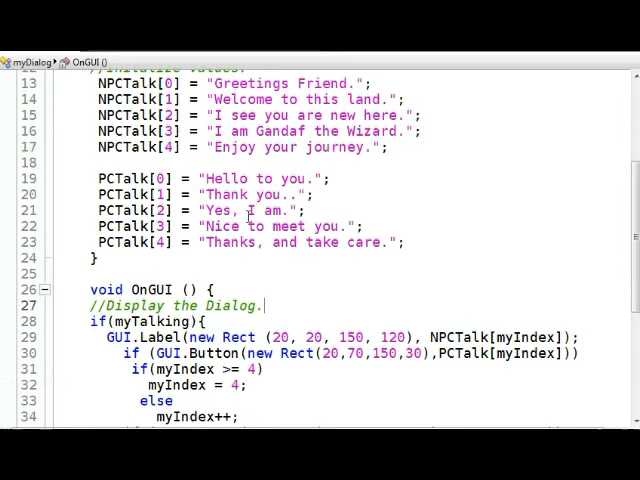 myDialog OnGUI ()
12 //Initalize values.
13 NPCTalk[0] = "Greetings Friend.";
14 NPCTalk[1] = "Welcome to this land.";
15 NPCTalk[2] = "I see you are new here.";
16 NPCTalk[3] = "I am Gandaf the Wizard.";
17 NPCTalk[4] = "Enjoy your journey.";
18
19 PCTalk[0] = "Hello to you.";
20 PCTalk[1] = "Thank you..";
21 PCTalk[2] = "Yes, I am.";
22 PCTalk[3] = "Nice to meet you.";
23 PCTalk[4] = "Thanks, and take care.";
24 }
25
26 void OnGUI () {
27 //Display the Dialog.
28 if(myTalking){
29 GUI.Label(new Rect (20, 20, 150, 120), NPCTalk[myIndex]);
30 if (GUI.Button(new Rect(20,70,150,30),PCTalk[myIndex]))
31 if(myIndex >= 4)
32 myIndex = 4;
33 else
34 myIndex++;